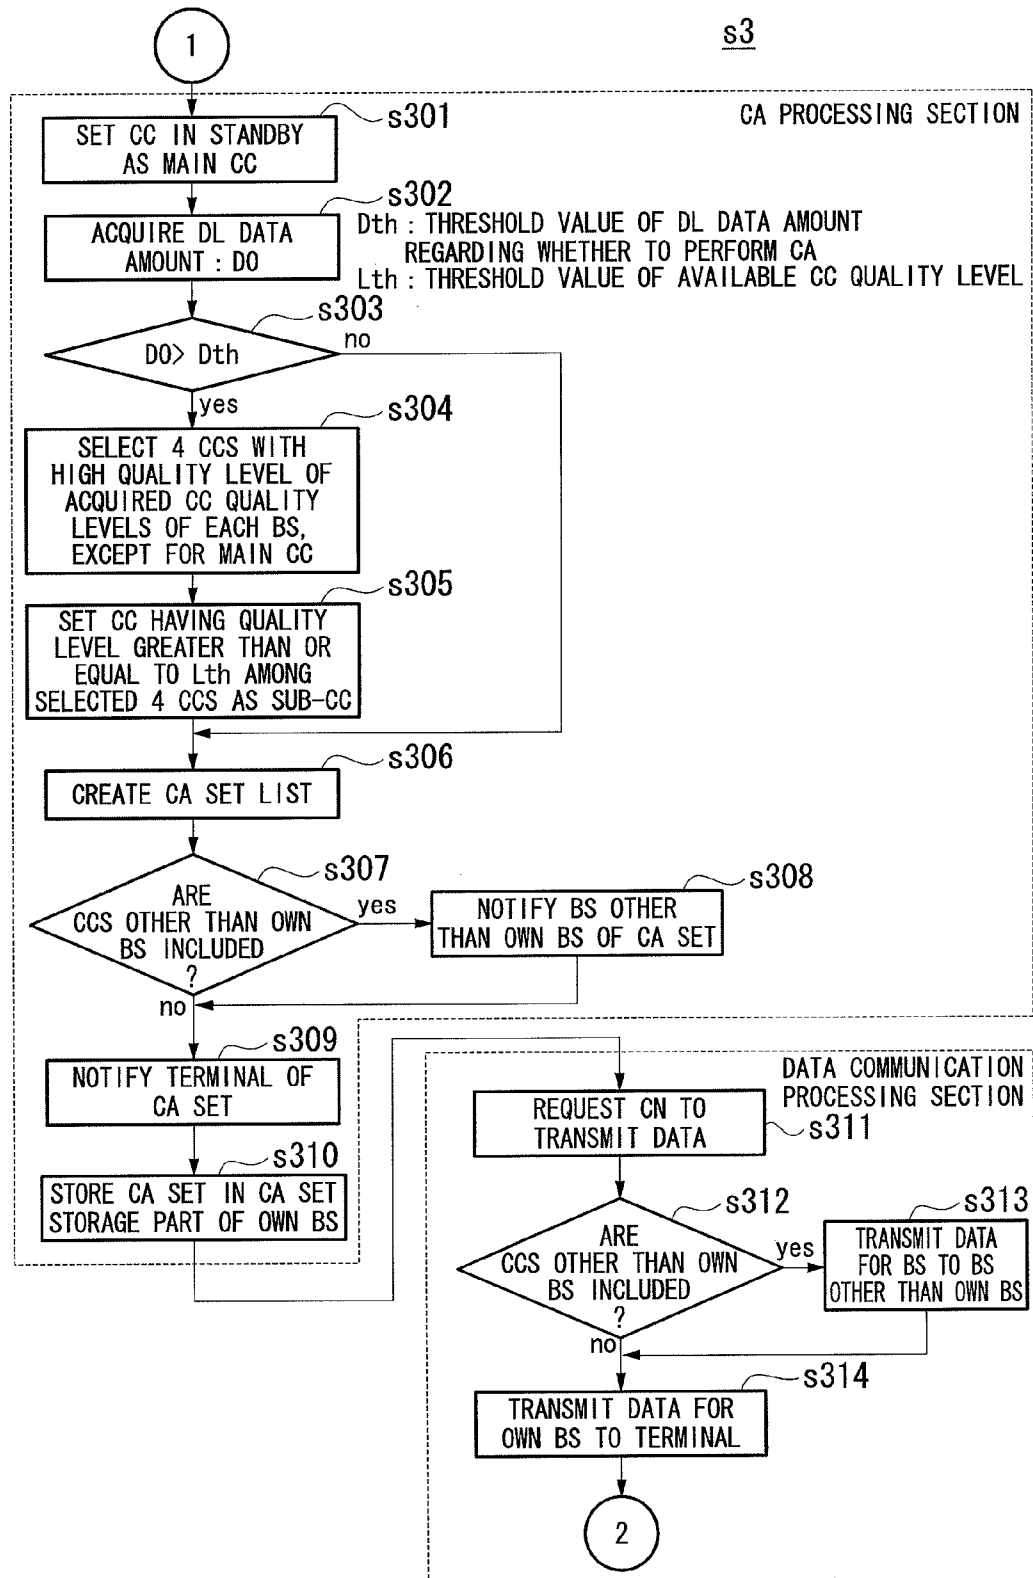 1
s3
CA PROCESSING SECTION
s301
SET CC IN STANDBY
AS MAIN CC
s302
ACQUIRE DL DATA
AMOUNT : D0
Dth : THRESHOLD VALUE OF DL DATA AMOUNT
REGARDING WHETHER TO PERFORM CA
Lth : THRESHOLD VALUE OF AVAILABLE CC QUALITY LEVEL
s303
D0> Dth
no
yes
s304
SELECT 4 CCS WITH
HIGH QUALITY LEVEL OF
ACQUIRED CC QUALITY
LEVELS OF EACH BS,
EXCEPT FOR MAIN CC
s305
SET CC HAVING QUALITY
LEVEL GREATER THAN OR
EQUAL TO Lth AMONG
SELECTED 4 CCS AS SUB-CC
s306
CREATE CA SET LIST
s307
ARE
CCS OTHER THAN OWN
BS INCLUDED
?
yes
no
s308
NOTIFY BS OTHER
THAN OWN BS OF CA SET
s309
NOTIFY TERMINAL OF
CA SET
s310
STORE CA SET IN CA SET
STORAGE PART OF OWN BS
DATA COMMUNICATION
PROCESSING SECTION
REQUEST CN TO
TRANSMIT DATA
s311
s312
ARE
CCS OTHER THAN OWN
BS INCLUDED
?
yes
no
s313
TRANSMIT DATA
FOR BS TO BS
OTHER THAN OWN BS
s314
TRANSMIT DATA FOR
OWN BS TO TERMINAL
2